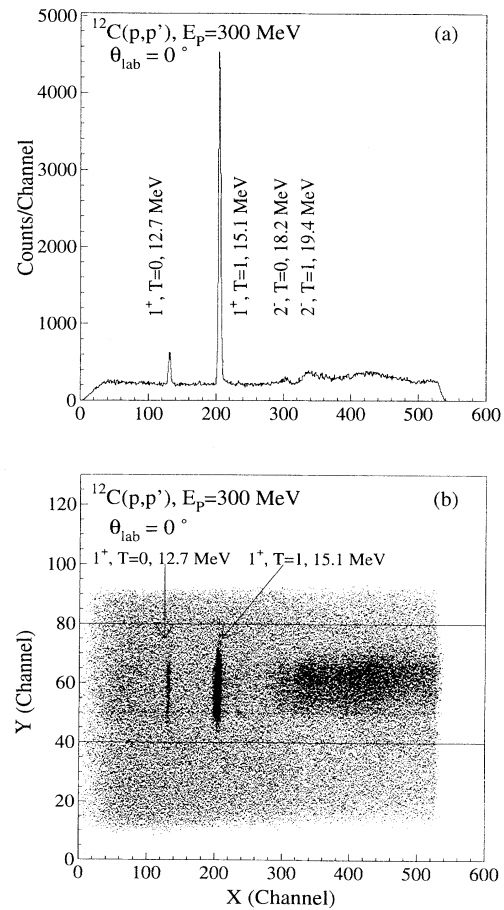 ¹²C(p,p’), E_P=300 MeV
(a)
θ_lab = 0 °
5000
4000
3000
2000
1000
0
Counts/Channel
1⁺, T=0, 12.7 MeV
1⁺, T=1, 15.1 MeV
2⁻, T=0, 18.2 MeV
2⁻, T=1, 19.4 MeV
0 100 200 300 400 500 600
¹²C(p,p’), E_P=300 MeV
(b)
θ_lab = 0 °
1⁺, T=0, 12.7 MeV 1⁺, T=1, 15.1 MeV
120
100
80
60
40
20
0
Y (Channel)
0 100 200 300 400 500 600
X (Channel)